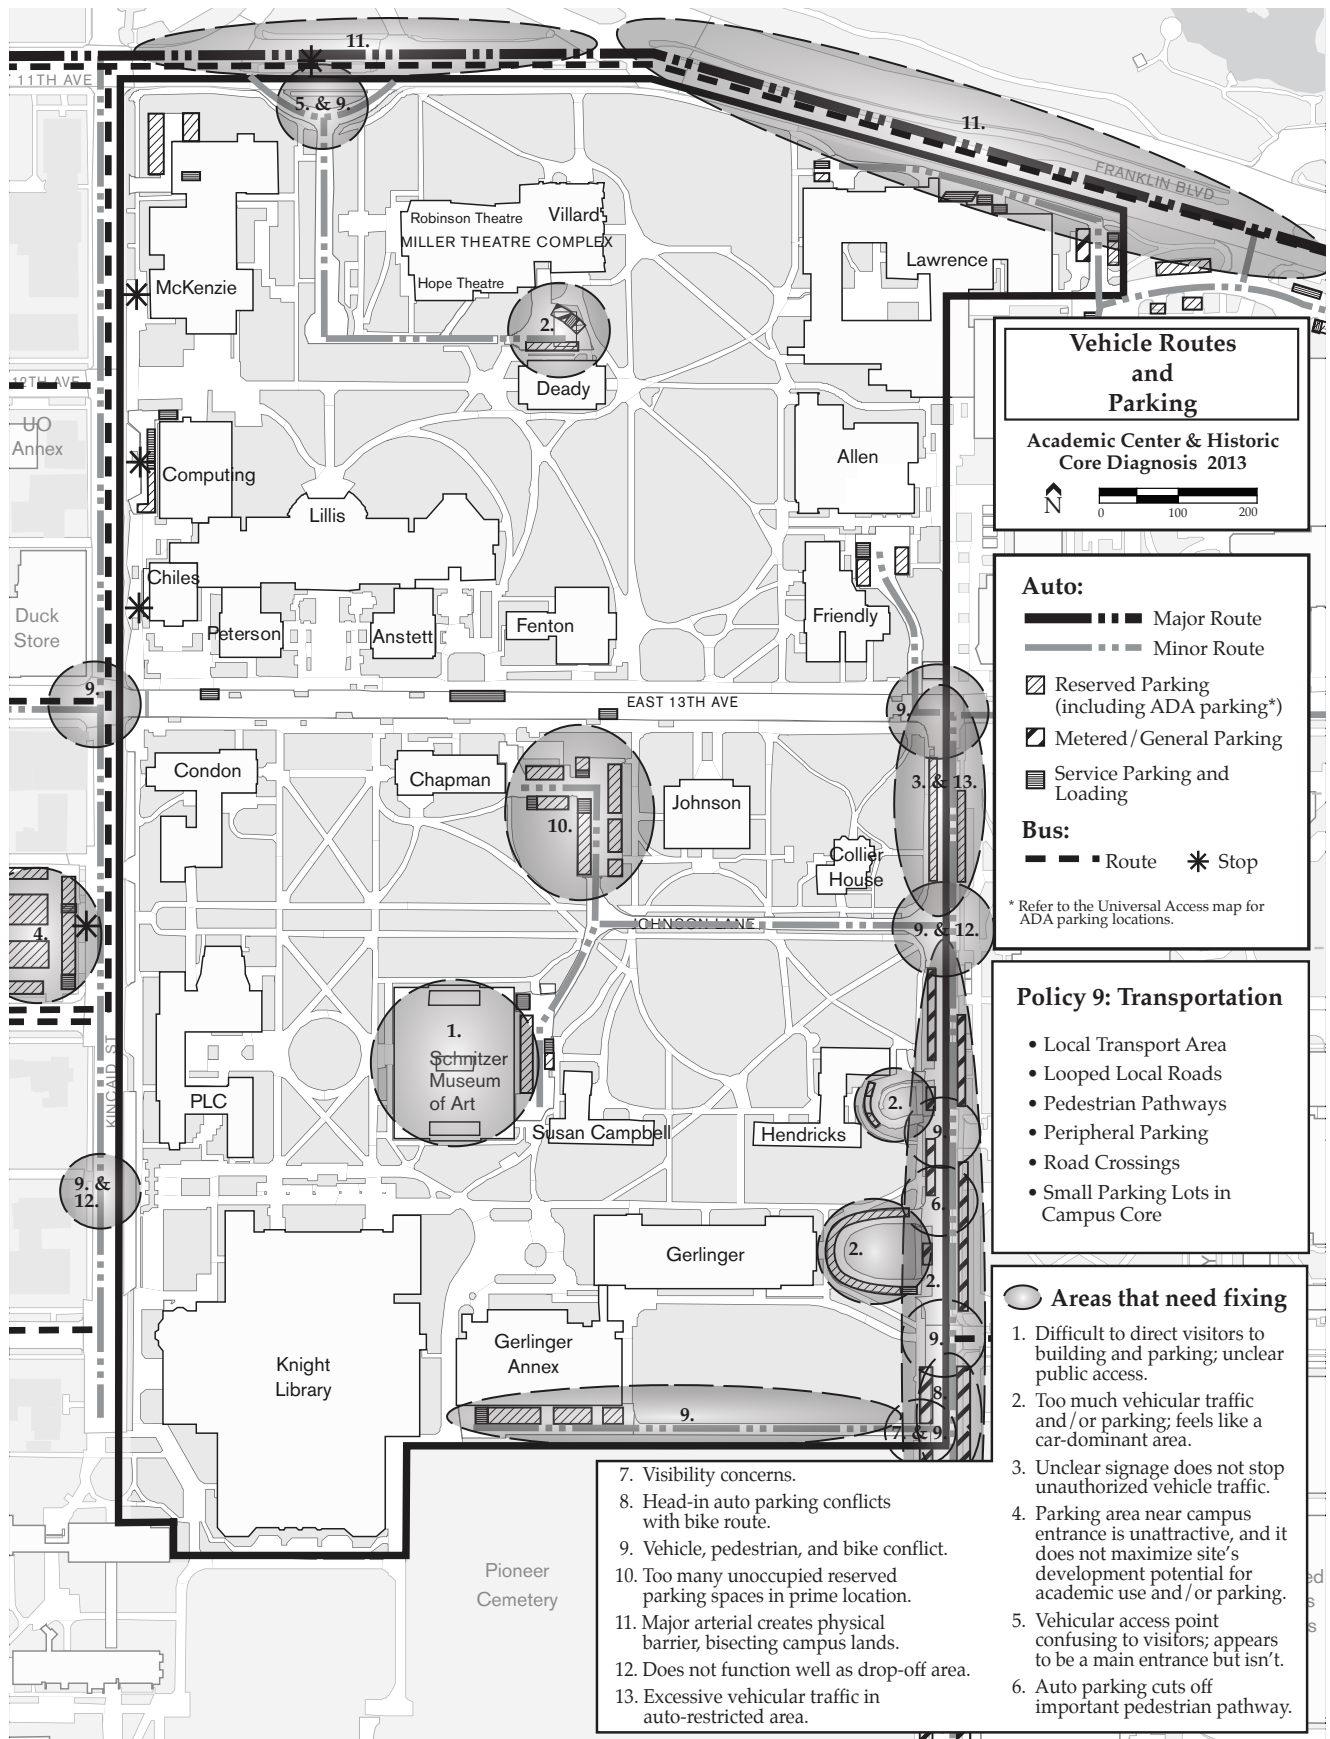 11.
11TH AVE
5. & 9.
11.
FRANKLIN BLVD
Robinson Theatre
Villard
MILLER THEATRE COMPLEX
Hope Theatre
Lawrence
McKenzie
2.
Deady
12TH AVE
UO
Annex
Computing
Allen
Lillis
Chiles
Duck
Store
Peterson
Anstett
Fenton
Friendly
9.
EAST 13TH AVE
9.
Condon
Chapman
10.
Johnson
3. & 13.
Collier
House
4.
JOHNSON LANE
9. & 12.
1.
Schnitzer
Museum
of Art
KINCAID ST
PLC
Susan Campbell
Hendricks
2.
9.
9. &
12.
6.
Gerlinger
2.
2.
9.
Gerlinger
Annex
Knight
Library
8.
9.
7. & 9.
Pioneer
Cemetery
Vehicle Routes
and
Parking
Academic Center & Historic
Core Diagnosis 2013
N
0 100 200
Auto:
Major Route
Minor Route
Reserved Parking
(including ADA parking*)
Metered/General Parking
Service Parking and
Loading
Bus:
Route
Stop
* Refer to the Universal Access map for
ADA parking locations.
Policy 9: Transportation
• Local Transport Area
• Looped Local Roads
• Pedestrian Pathways
• Peripheral Parking
• Road Crossings
• Small Parking Lots in
Campus Core
Areas that need fixing
1. Difficult to direct visitors to
building and parking; unclear
public access.
2. Too much vehicular traffic
and/or parking; feels like a
car-dominant area.
3. Unclear signage does not stop
unauthorized vehicle traffic.
4. Parking area near campus
entrance is unattractive, and it
does not maximize site's
development potential for
academic use and/or parking.
5. Vehicular access point
confusing to visitors; appears
to be a main entrance but isn't.
6. Auto parking cuts off
important pedestrian pathway.
7. Visibility concerns.
8. Head-in auto parking conflicts
with bike route.
9. Vehicle, pedestrian, and bike conflict.
10. Too many unoccupied reserved
parking spaces in prime location.
11. Major arterial creates physical
barrier, bisecting campus lands.
12. Does not function well as drop-off area.
13. Excessive vehicular traffic in
auto-restricted area.